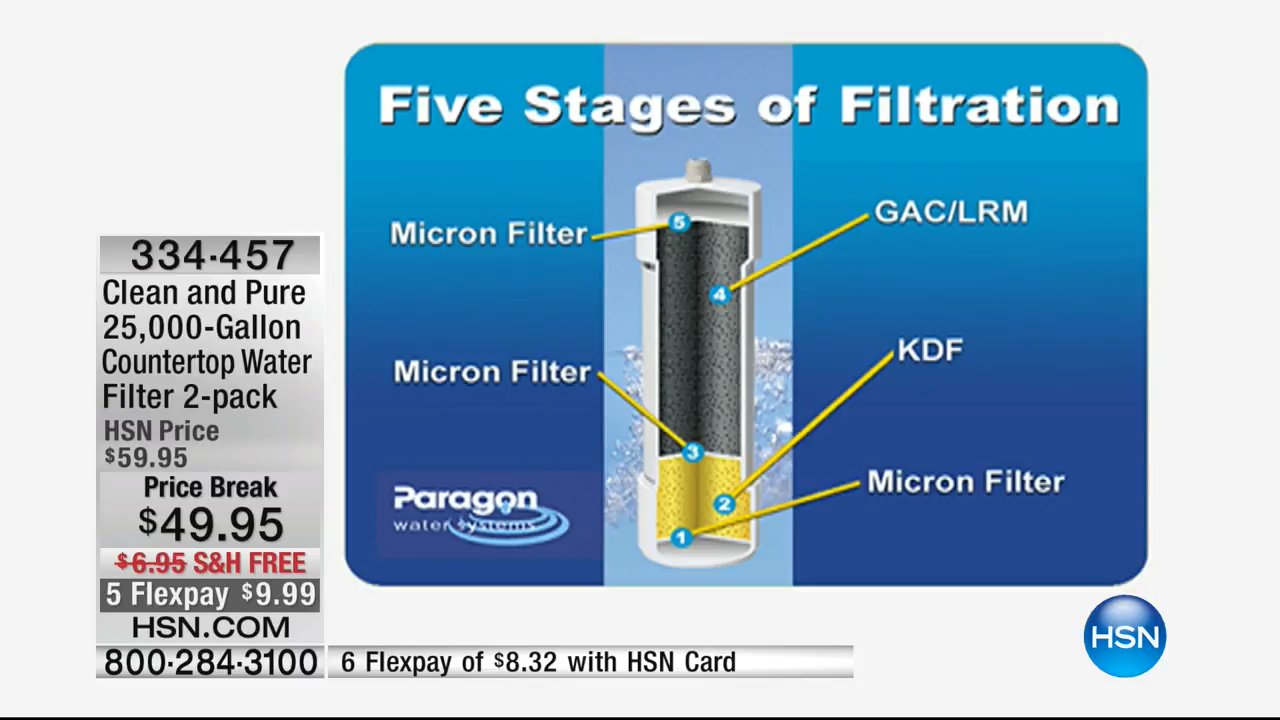 Five Stages of Filtration
Micron Filter
5
GAC/LRM
4
Micron Filter
3
KDF
2
Micron Filter
1
Paragon
water systems
334-457
Clean and Pure
25,000-Gallon
Countertop Water
Filter 2-pack
HSN Price
$59.95
Price Break
$49.95
$6.95 S&H FREE
5 Flexpay $9.99
HSN.COM
800-284-3100
6 Flexpay of $8.32 with HSN Card
HSN